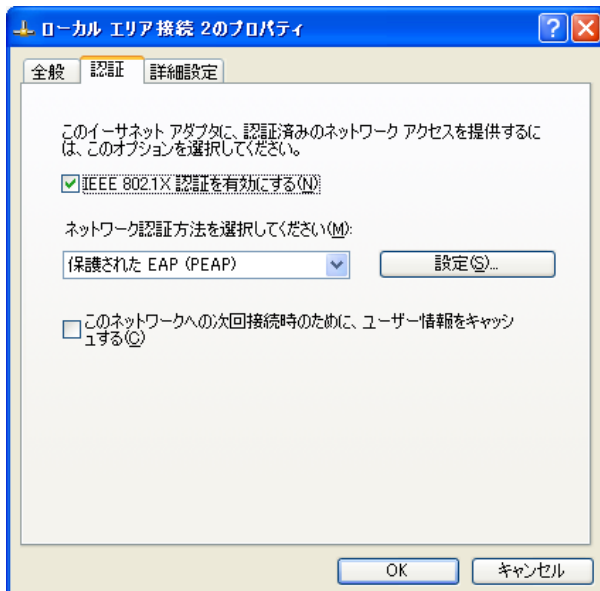 ローカル エリア接続 2のプロパティ
全般 認証 詳細設定
このイーサネット アダプタに、認証済みのネットワーク アクセスを提供するに
は、このオプションを選択してください。
IEEE 802.1X 認証を有効にする(N)
ネットワーク認証方法を選択してください(M):
保護された EAP (PEAP)
設定(S)...
このネットワークへの次回接続時のために、ユーザー情報をキャッシ
ュする(C)
OK キャンセル